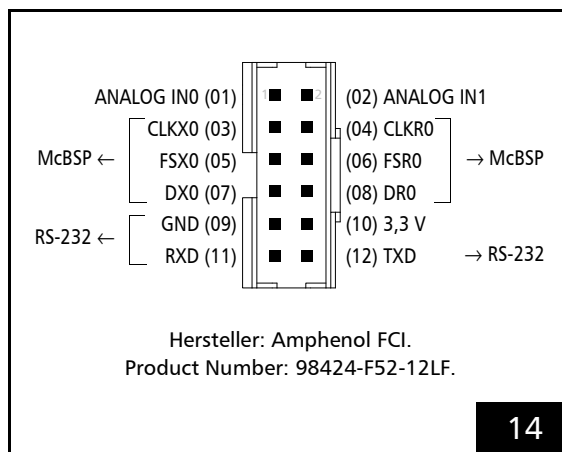 ANALOG IN0 (01) 1 2 (02) ANALOG IN1
CLKX0 (03) (04) CLKR0
McBSP ← FSX0 (05) (06) FSR0 → McBSP
DX0 (07) (08) DR0
GND (09) (10) 3,3 V
RS-232 ←
RXD (11) (12) TXD → RS-232
Hersteller: Amphenol FCI.
Product Number: 98424-F52-12LF.
14